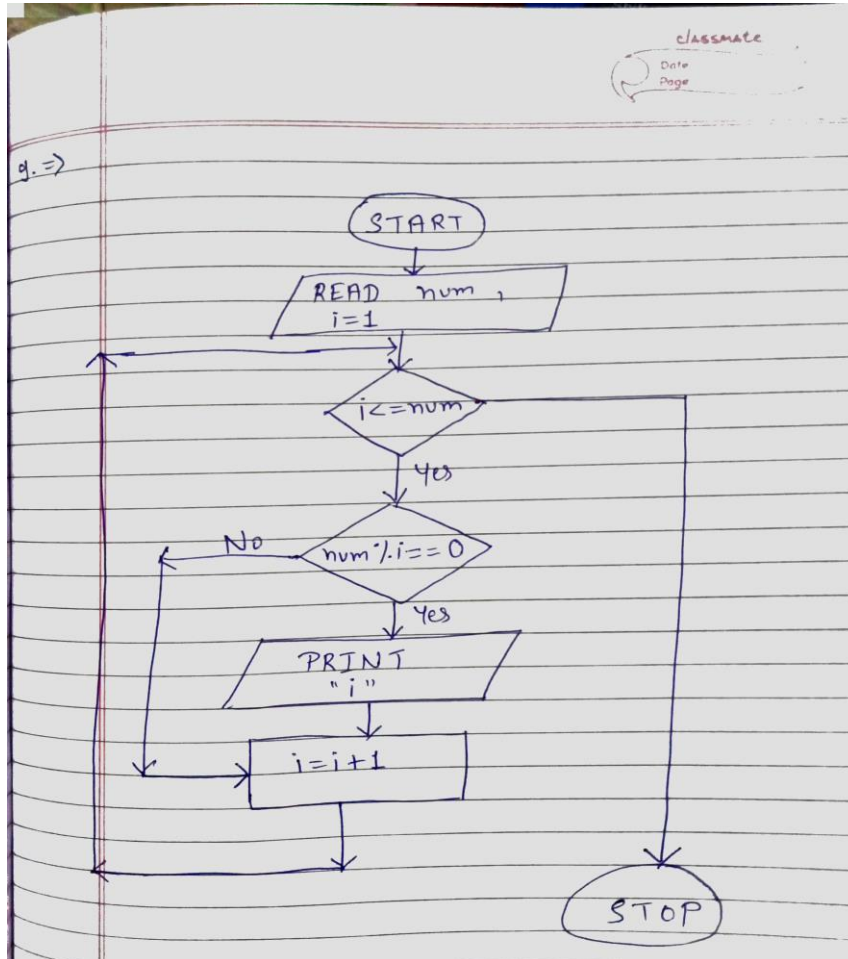 classmate
Date
Page
9.⇒
START
READ num,
i=1
i<=num
Yes
No
num%i==0
Yes
PRINT
"i"
i=i+1
STOP